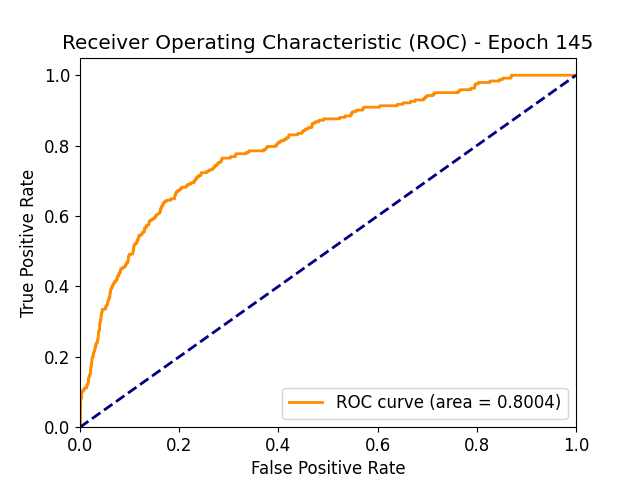 Receiver Operating Characteristic (ROC) - Epoch 145
True Positive Rate
1.0
0.8
0.6
0.4
0.2
0.0
ROC curve (area = 0.8004)
0.0 0.2 0.4 0.6 0.8 1.0
False Positive Rate